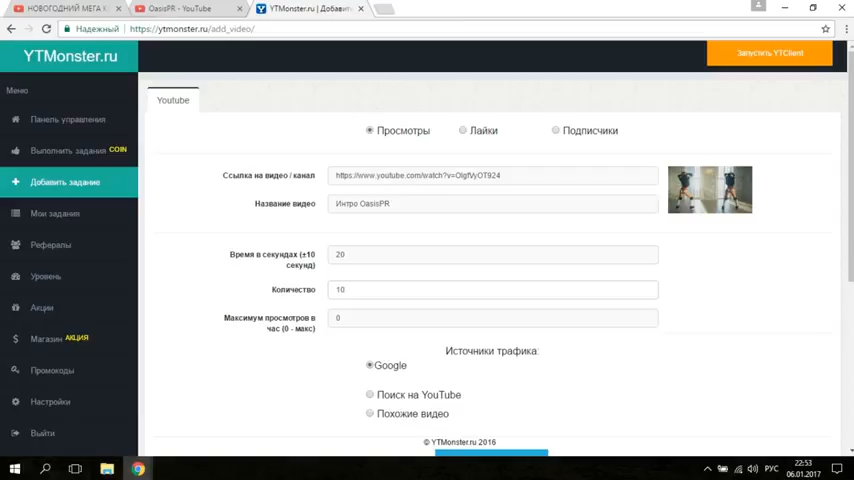 НОВОГОДНИЙ МЕГА К
OasisPR - YouTube
YTMonster.ru | Добавить
Надежный
https://ytmonster.ru/add_video/
YTMonster.ru
Запустить YTClient
Меню
Youtube
Панель управления
Выполнить задания COIN
Добавить задание
Мои задания
Рефералы
Уровень
Акции
Магазин АКЦИЯ
Промокоды
Настройки
Выйти
Просмотры
Лайки
Подписчики
Ссылка на видео / канал
https://www.youtube.com/watch?v=OlgfVyOT924
Название видео
Интро OasisPR
Время в секундах (±10
секунд)
20
Количество
10
Максимум просмотров в
час (0 - макс)
0
Источники трафика:
Google
Поиск на YouTube
Похожие видео
© YTMonster.ru 2016
РУС
22:53
06.01.2017